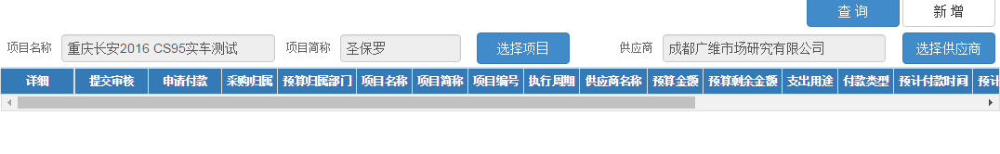 查 询 新 增
项目名称 重庆长安2016 CS95实车测试 项目简称 圣保罗 选择项目 供应商 成都广维市场研究有限公司 选择供应商
详细 提交审核 申请付款 采购归属 预算归属部门 项目名称 项目简称 项目编号 执行周期 供应商名称 预算金额 预算剩余金额 支出用途 付款类型 预计付款时间 预计